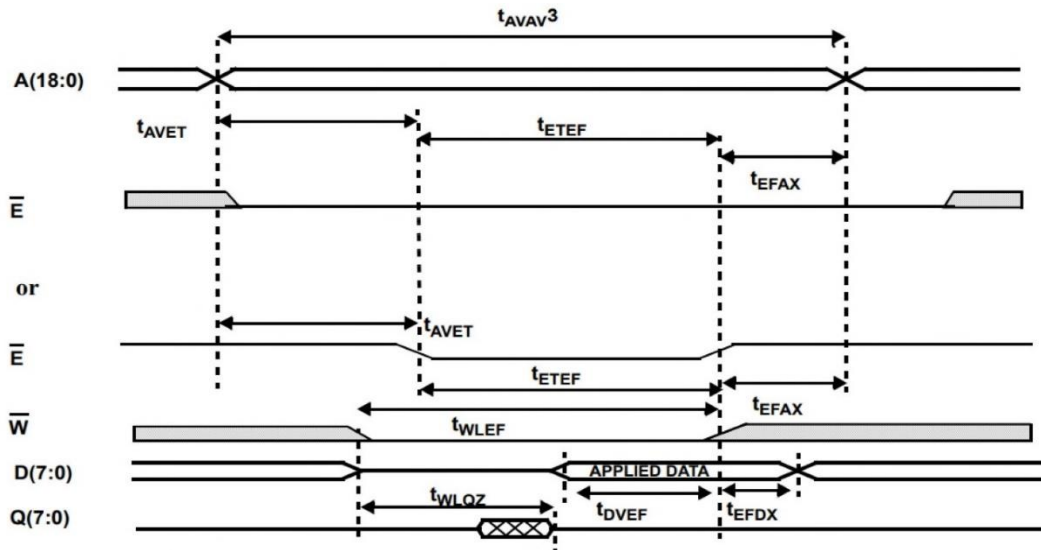 tAVAV3
A(18:0)
tAVET
tETEF
tEFAX
E̅
or
tAVET
E̅
tETEF
tEFAX
W̅
tWLEF
D(7:0)
APPLIED DATA
tWLQZ
tDVEF
tEFDX
Q(7:0)